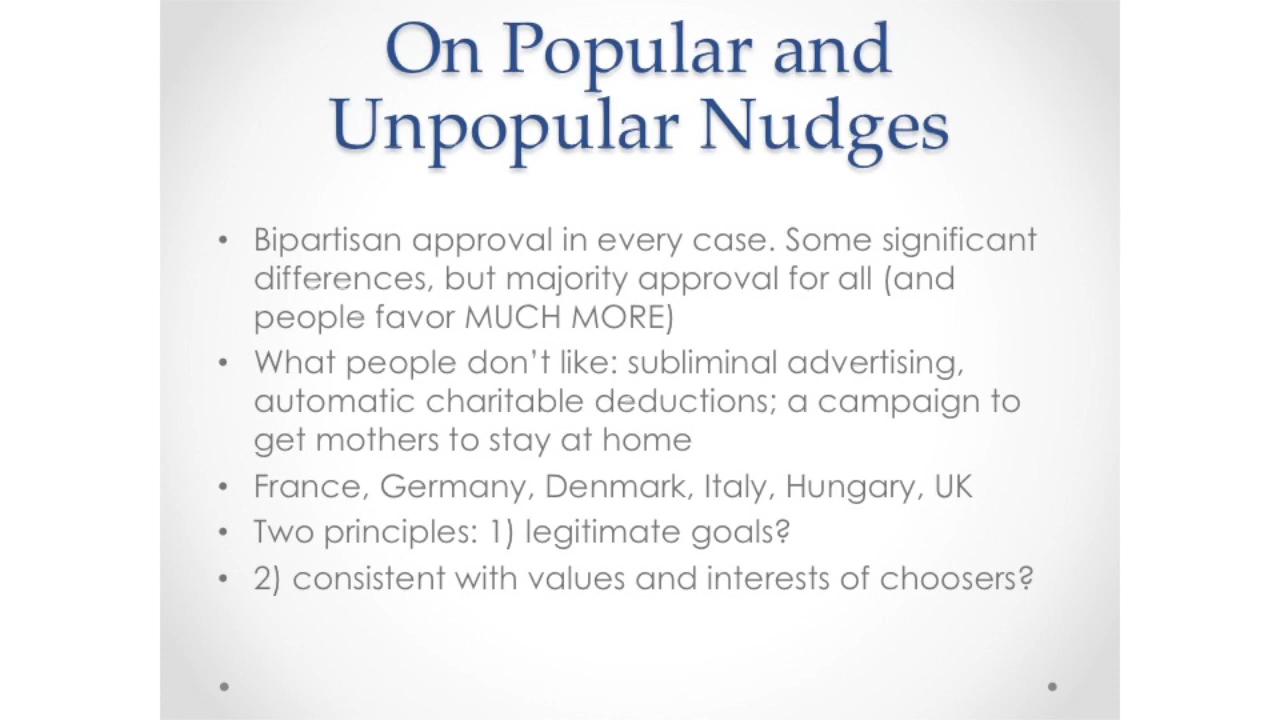 On Popular and
Unpopular Nudges
• Bipartisan approval in every case. Some significant
differences, but majority approval for all (and
people favor MUCH MORE)
• What people don’t like: subliminal advertising,
automatic charitable deductions; a campaign to
get mothers to stay at home
• France, Germany, Denmark, Italy, Hungary, UK
• Two principles: 1) legitimate goals?
• 2) consistent with values and interests of choosers?